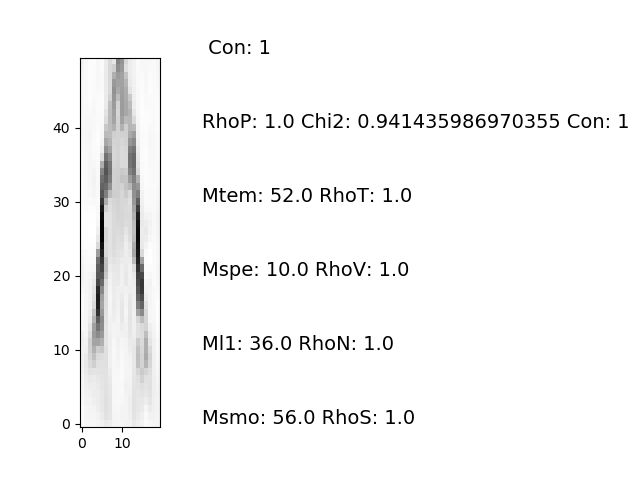 Con: 1
RhoP: 1.0 Chi2: 0.941435986970355 Con: 1
Mtem: 52.0 RhoT: 1.0
Mspe: 10.0 RhoV: 1.0
Ml1: 36.0 RhoN: 1.0
Msmo: 56.0 RhoS: 1.0
40
30
20
10
0
0 10